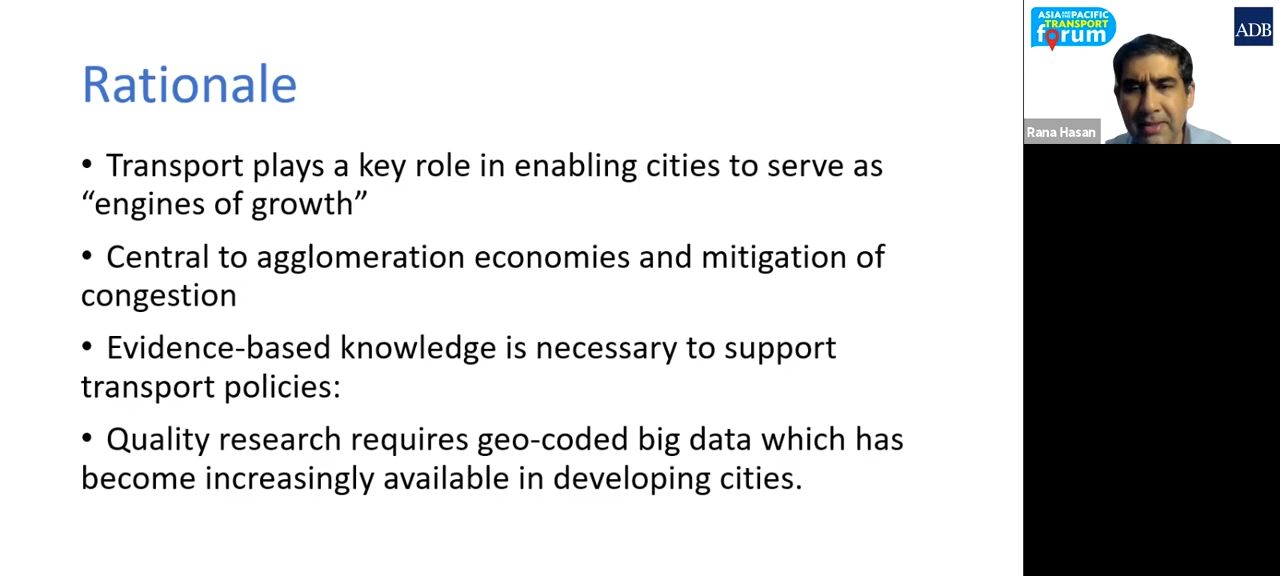 Rationale
• Transport plays a key role in enabling cities to serve as
“engines of growth”
• Central to agglomeration economies and mitigation of
congestion
• Evidence-based knowledge is necessary to support
transport policies:
• Quality research requires geo-coded big data which has
become increasingly available in developing cities.
ASIA AND THE PACIFIC
TRANSPORT
forum
ADB
Rana Hasan